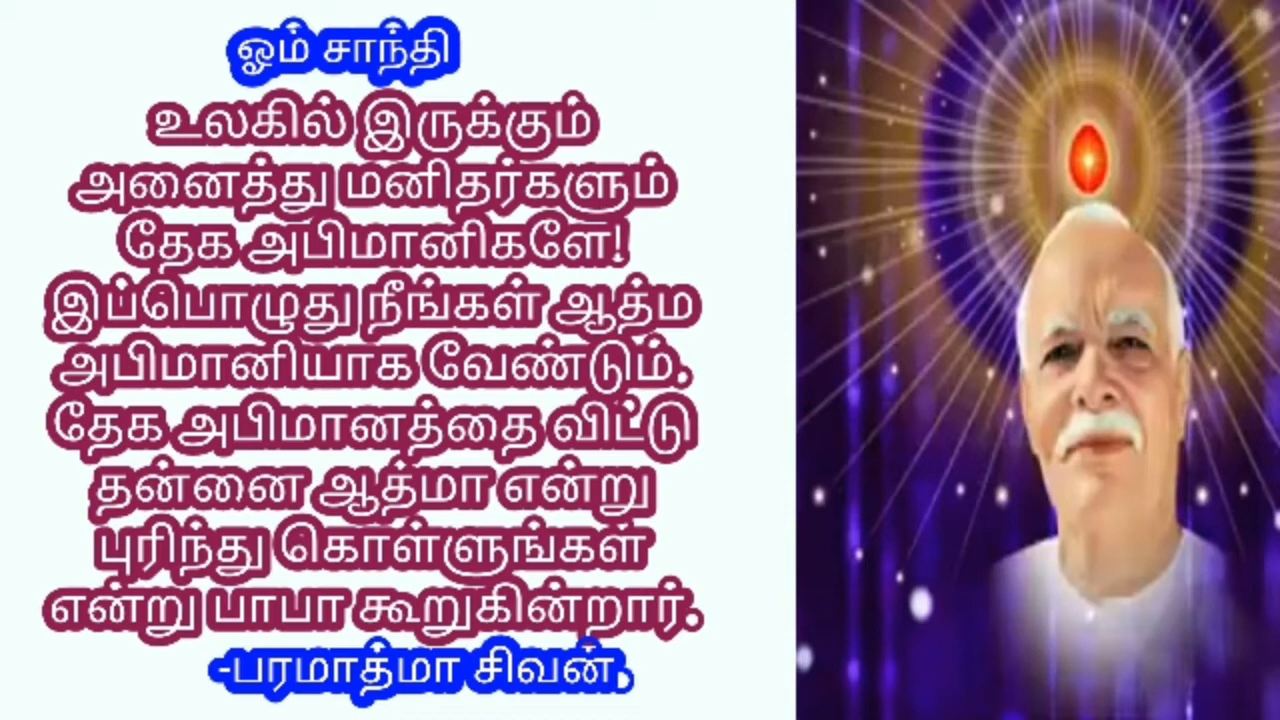 ஓம் சாந்தி
உலகில் இருக்கும்
அனைத்து மனிதர்களும்
தேக அபிமானிகளே!
இப்பொழுது நீங்கள் ஆத்ம
அபிமானியாக வேண்டும்.
தேக அபிமானத்தை விட்டு
தன்னை ஆத்மா என்று
புரிந்து கொள்ளுங்கள்
என்று பாபா கூறுகின்றார்.
-பரமாத்மா சிவன்.